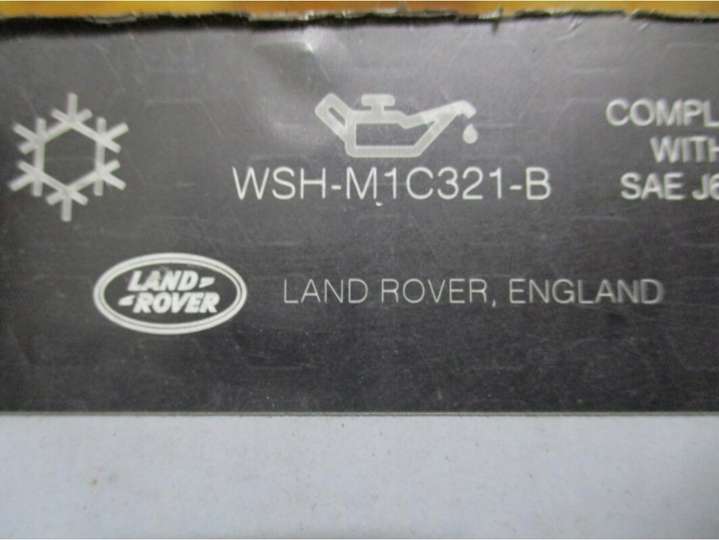 COMPL
WITH
WSH-M1C321-B
SAE J6
LAND
ROVER
LAND ROVER, ENGLAND